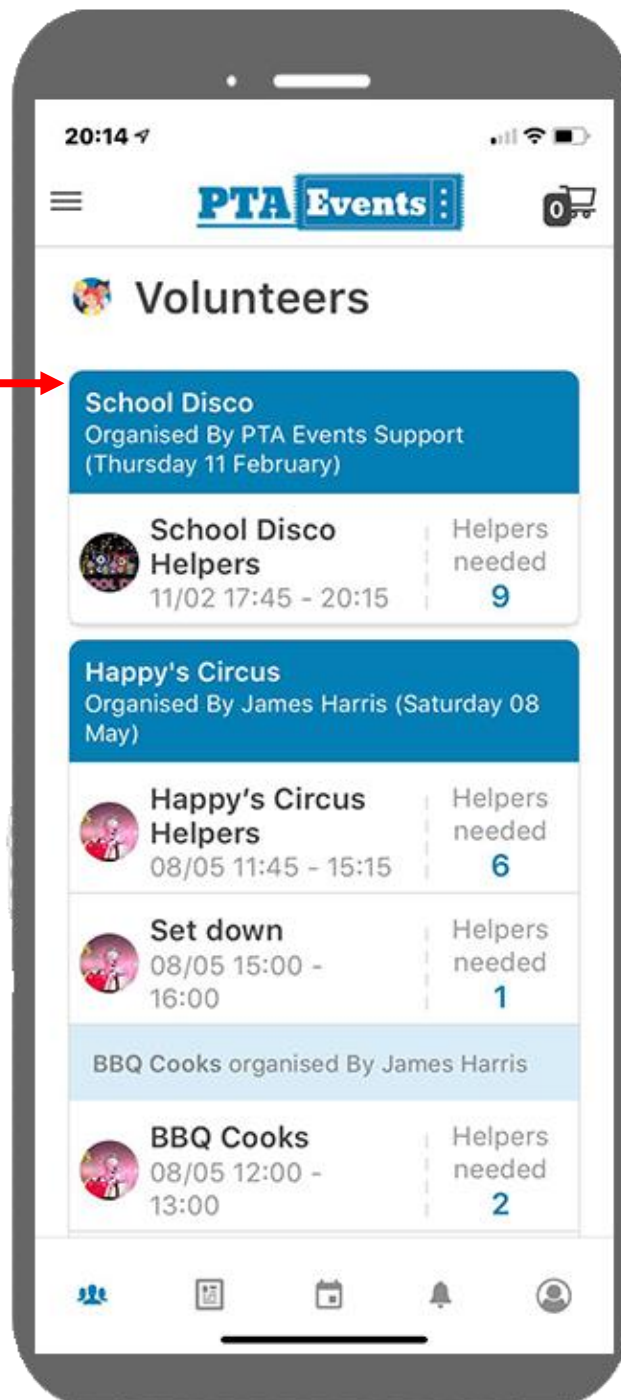 20:14
PTA Events
0
Volunteers
School Disco
Organised By PTA Events Support
(Thursday 11 February)
School Disco
Helpers
11/02 17:45 - 20:15
Helpers
needed
9
Happy's Circus
Organised By James Harris (Saturday 08
May)
Happy's Circus
Helpers
08/05 11:45 - 15:15
Helpers
needed
6
Set down
08/05 15:00 -
16:00
Helpers
needed
1
BBQ Cooks organised By James Harris
BBQ Cooks
08/05 12:00 -
13:00
Helpers
needed
2